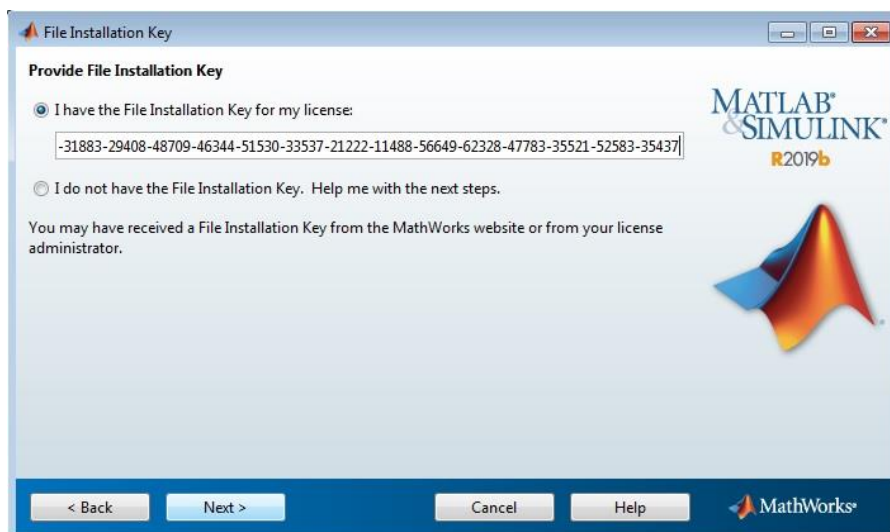 File Installation Key
Provide File Installation Key
I have the File Installation Key for my license:
-31883-29408-48709-46344-51530-33537-21222-11488-56649-62328-47783-35521-52583-35437
I do not have the File Installation Key. Help me with the next steps.
You may have received a File Installation Key from the MathWorks website or from your license
administrator.
MATLAB®
&SIMULINK®
R2019b
< Back
Next >
Cancel
Help
MathWorks®